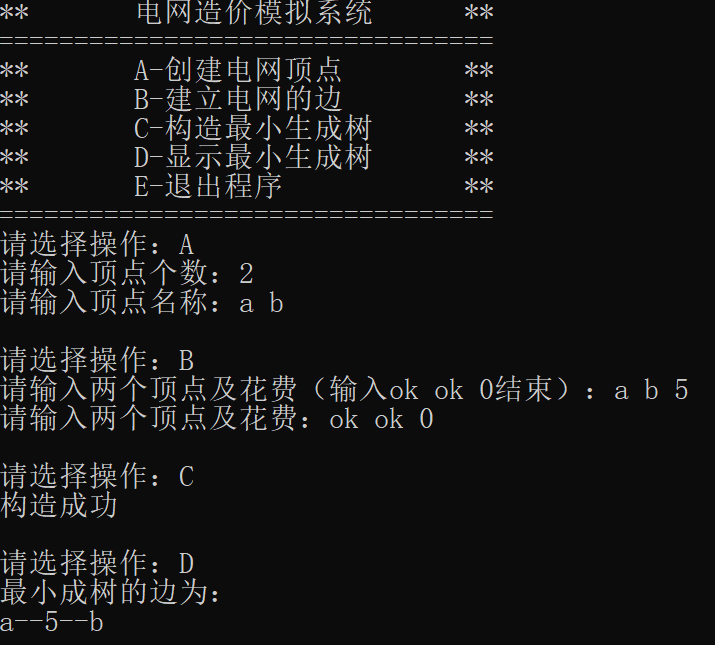 ** 电网造价模拟系统 **
=================================
** A-创建电网顶点 **
** B-建立电网的边 **
** C-构造最小生成树 **
** D-显示最小生成树 **
** E-退出程序 **
=================================
请选择操作：A
请输入顶点个数：2
请输入顶点名称：a b
请选择操作：B
请输入两个顶点及花费（输入ok ok 0结束）：a b 5
请输入两个顶点及花费：ok ok 0
请选择操作：C
构造成功
请选择操作：D
最小成树的边为：
a--5--b